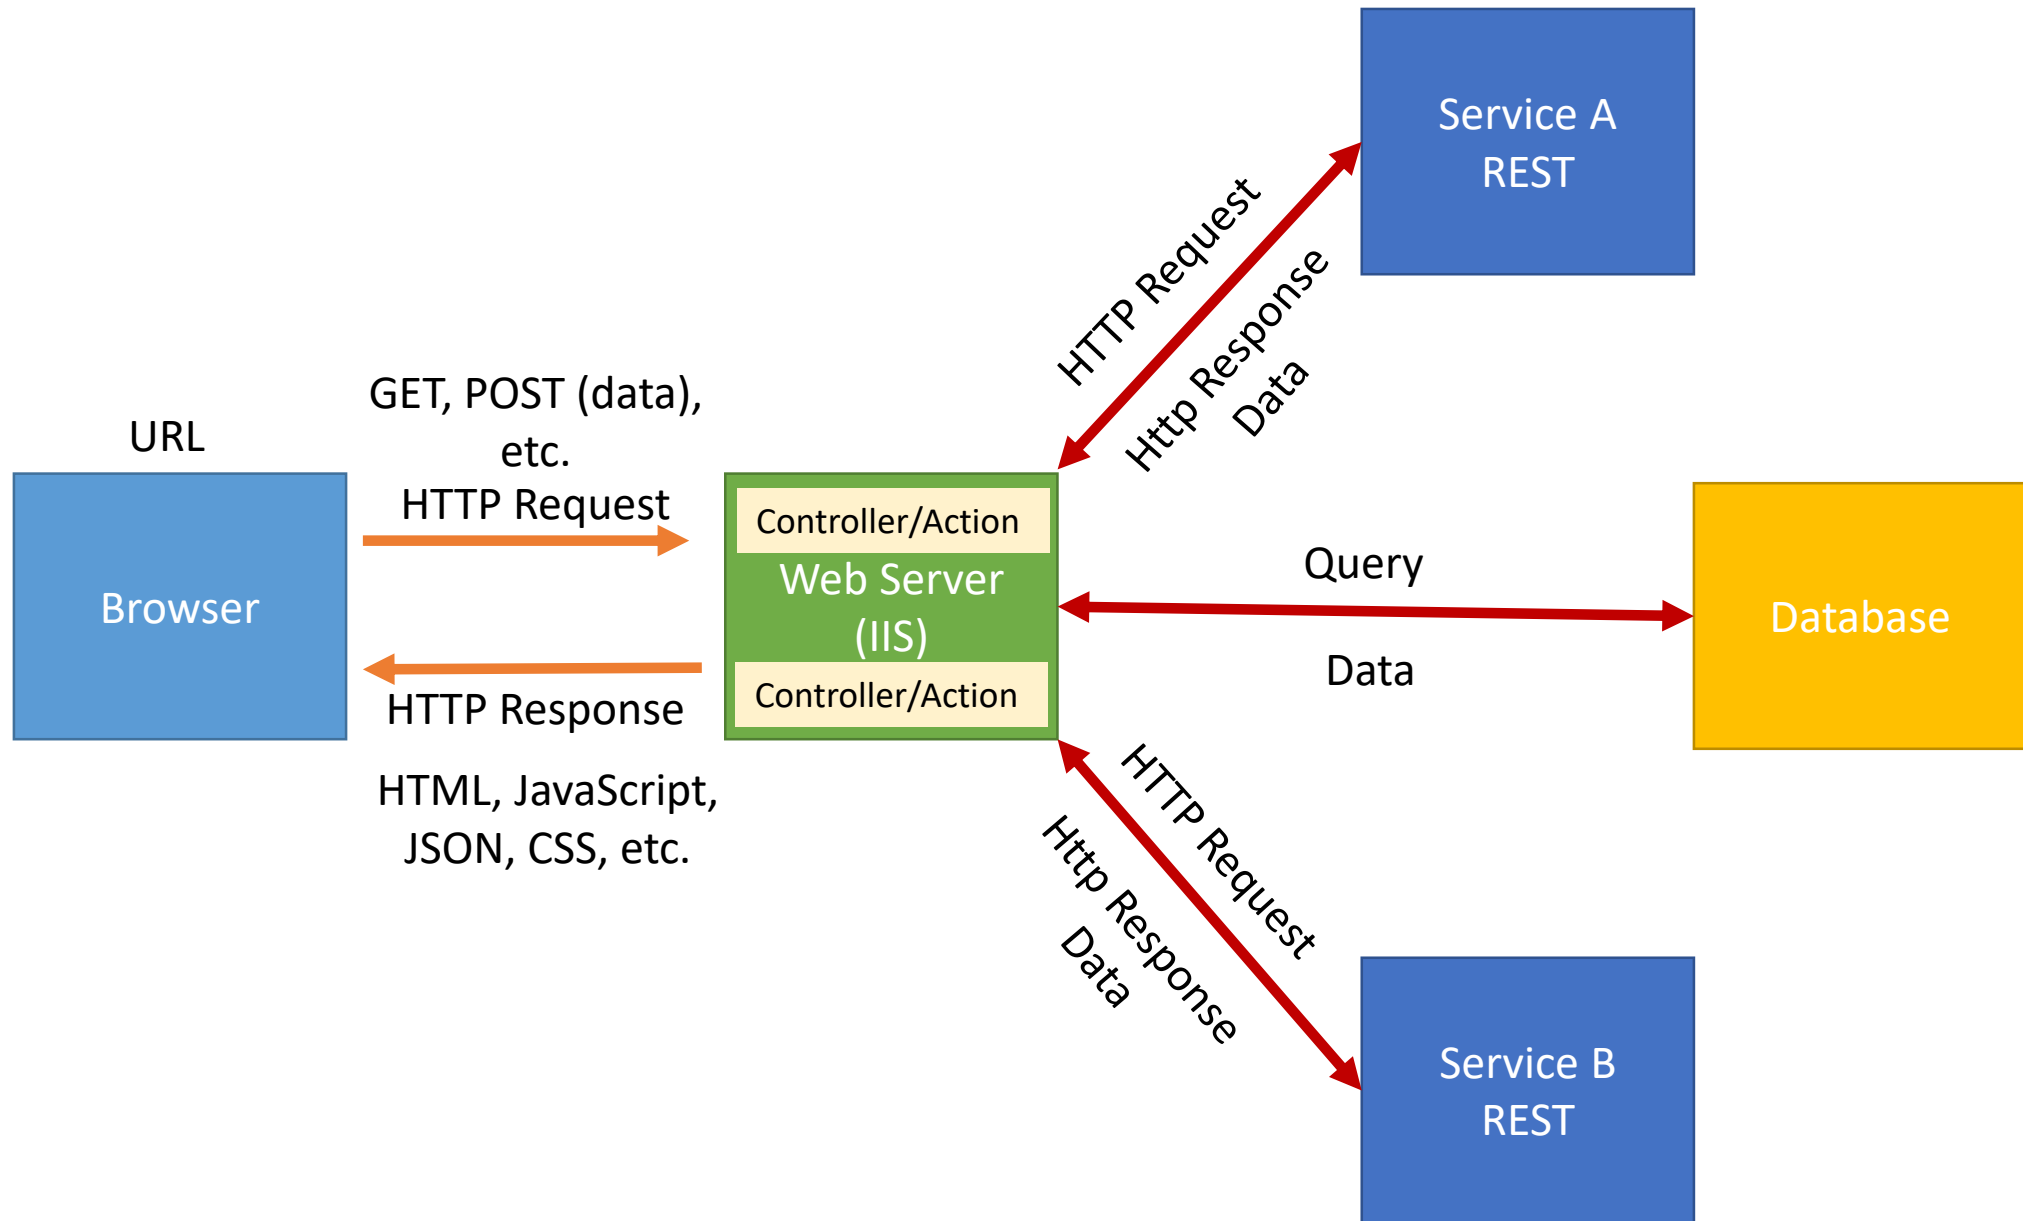 Service A
REST
HTTP Request
Http Response
Data
URL
GET, POST (data),
etc.
HTTP Request
Browser
HTTP Response
HTML, JavaScript,
JSON, CSS, etc.
Controller/Action
Web Server
(IIS)
Controller/Action
Query
Data
Database
HTTP Request
Http Response
Data
Service B
REST